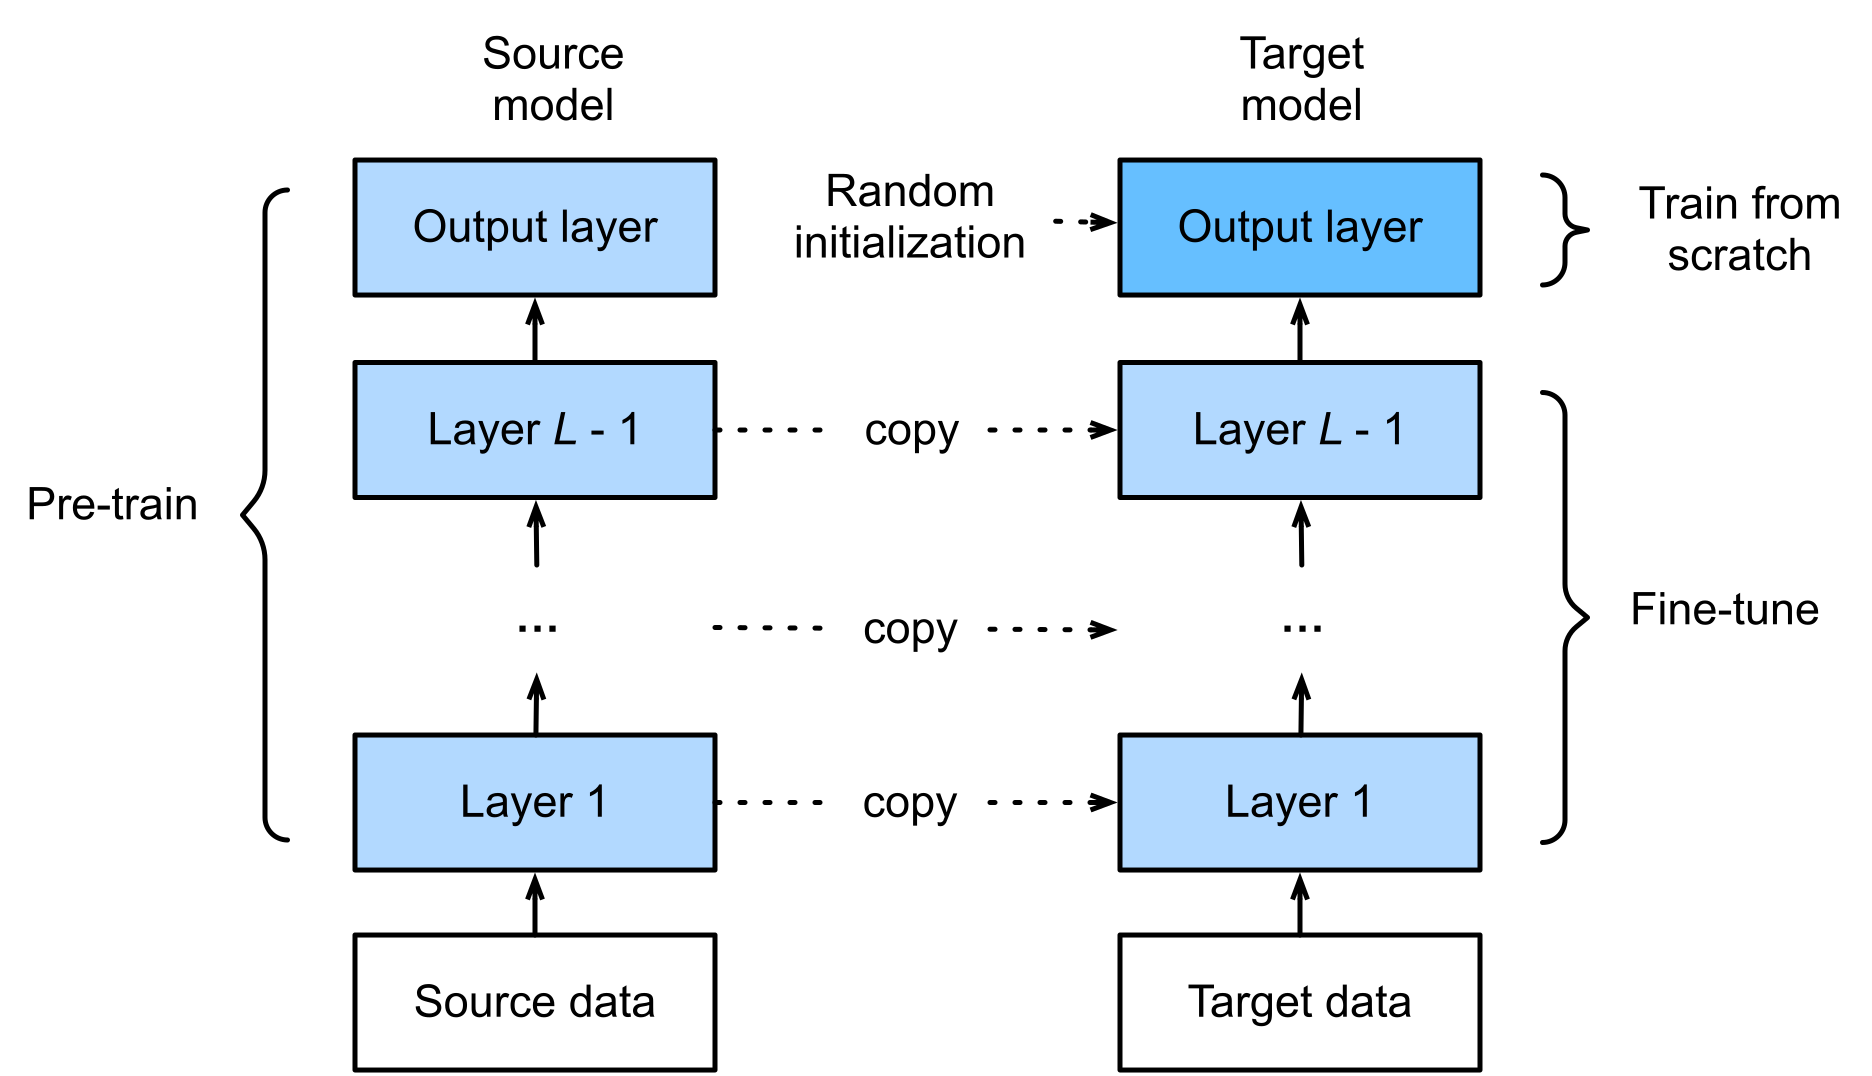 Source
model
Target
model
Output layer
Random
initialization
Output layer
Train from
scratch
Layer L - 1
copy
Layer L - 1
Pre-train
...
copy
...
Fine-tune
Layer 1
copy
Layer 1
Source data
Target data